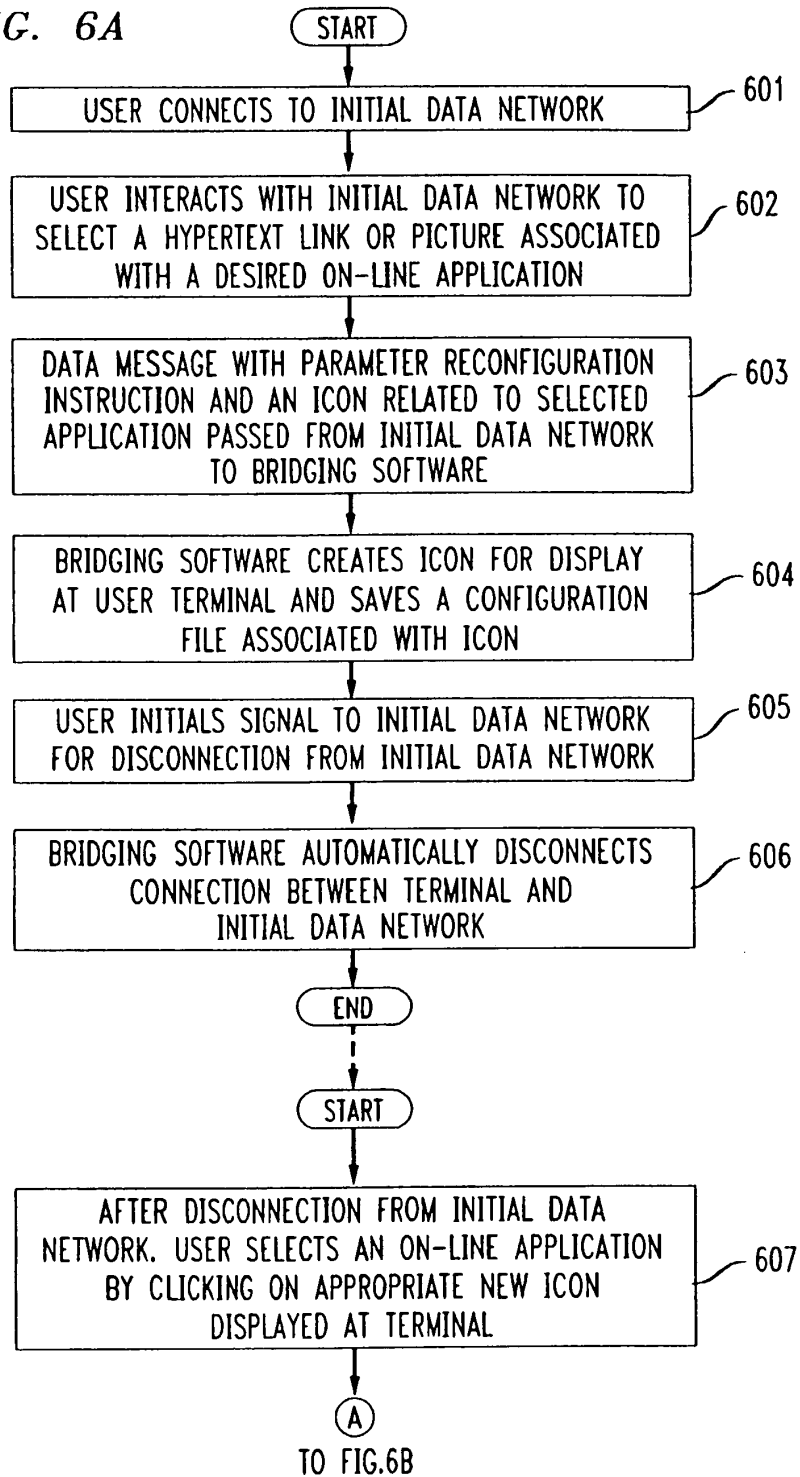 G. 6A
START
USER CONNECTS TO INITIAL DATA NETWORK
601
USER INTERACTS WITH INITIAL DATA NETWORK TO
SELECT A HYPERTEXT LINK OR PICTURE ASSOCIATED
WITH A DESIRED ON-LINE APPLICATION
602
DATA MESSAGE WITH PARAMETER RECONFIGURATION
INSTRUCTION AND AN ICON RELATED TO SELECTED
APPLICATION PASSED FROM INITIAL DATA NETWORK
TO BRIDGING SOFTWARE
603
BRIDGING SOFTWARE CREATES ICON FOR DISPLAY
AT USER TERMINAL AND SAVES A CONFIGURATION
FILE ASSOCIATED WITH ICON
604
USER INITIALS SIGNAL TO INITIAL DATA NETWORK
FOR DISCONNECTION FROM INITIAL DATA NETWORK
605
BRIDGING SOFTWARE AUTOMATICALLY DISCONNECTS
CONNECTION BETWEEN TERMINAL AND
INITIAL DATA NETWORK
606
END
START
AFTER DISCONNECTION FROM INITIAL DATA
NETWORK. USER SELECTS AN ON-LINE APPLICATION
BY CLICKING ON APPROPRIATE NEW ICON
DISPLAYED AT TERMINAL
607
A
TO FIG.6B